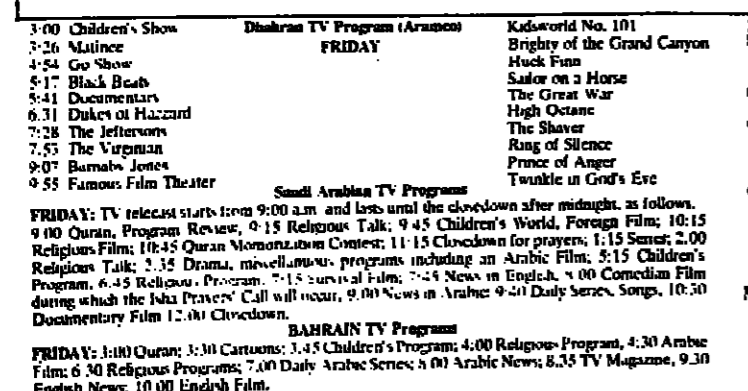 3:00 Children's Show Dhahran TV Program (Aramco) Kidsworld No. 101
3:26 Matinee FRIDAY Brighty of the Grand Canyon
4:54 Go Show Huck Finn
5:17 Black Beauty Sailor on a Horse
5:41 Documentary The Great War
6.31 Dukes of Hazzard High Octane
7:28 The Jeffersons The Shaver
7.53 The Virginian Ring of Silence
9:07 Barnaby Jones Prince of Anger
9 55 Famous Film Theater Twinkle in God's Eye
Saudi Arabian TV Programs
FRIDAY: TV telecast starts from 9:00 a.m and lasts until the closedown after midnight, as follows.
9 00 Quran, Program Review, 9·15 Religious Talk; 9 45 Children's World, Foreign Film; 10:15
Religious Film; 10:45 Quran Contest; 11·15 Closedown for prayers; 1;15 Series; 2.00
Religious Talk; 2.35 Drama, miscellaneous programs including an Arabic Film; 5:15 Children's
Program, 6.45 Religious Program, 7·15 Survival Film; 7:45 News in English, 00 Comedian Film
during which the Isha Prayers' Call will occur, 9.00 News in Arabic; 9·40 Daily Series, Songs, 10:30
Documentary Film 12.00 Closedown.
BAHRAIN TV Programs
FRIDAY: 3:00 Quran; 3:30 Cartoons; 3.45 Children's Program; 4:00 Religious Program, 4:30 Arabic
Film; 6 30 Religious Programs; 7.00 Daily Arabic Series; 8 00 Arabic News; 8.35 TV Magazine, 9.30
English News, 10 00 English Film.